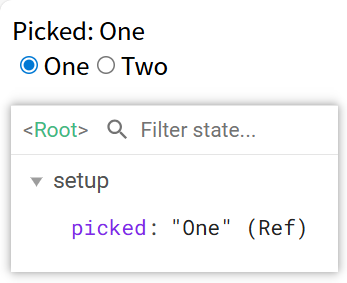 Picked: One
One Two
<Root> Filter state...
setup
picked: "One" (Ref)